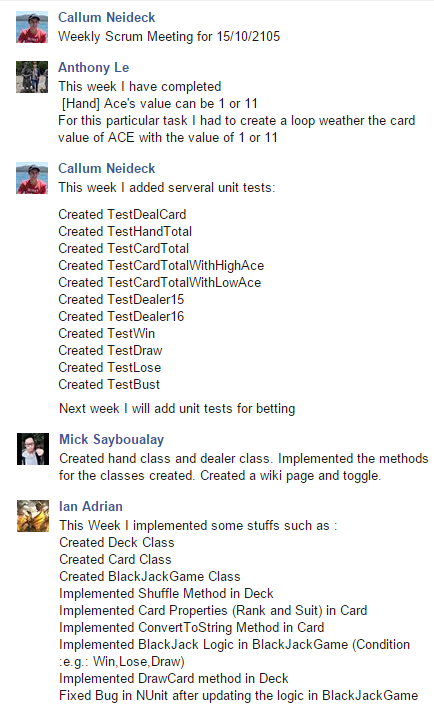 Callum Neideck
Weekly Scrum Meeting for 15/10/2105
Anthony Le
This week I have completed
[Hand] Ace's value can be 1 or 11
For this particular task I had to create a loop weather the card
value of ACE with the value of 1 or 11
Callum Neideck
This week I added serveral unit tests:
Created TestDealCard
Created TestHandTotal
Created TestCardTotal
Created TestCardTotalWithHighAce
Created TestCardTotalWithLowAce
Created TestDealer15
Created TestDealer16
Created TestWin
Created TestDraw
Created TestLose
Created TestBust
Next week I will add unit tests for betting
Mick Sayboualay
Created hand class and dealer class. Implemented the methods
for the classes created. Created a wiki page and toggle.
Ian Adrian
This Week I implemented some stuffs such as :
Created Deck Class
Created Card Class
Created BlackJackGame Class
Implemented Shuffle Method in Deck
Implemented Card Properties (Rank and Suit) in Card
Implemented ConvertToString Method in Card
Implemented BlackJack Logic in BlackJackGame (Condition
:e.g.: Win,Lose,Draw)
Implemented DrawCard method in Deck
Fixed Bug in NUnit after updating the logic in BlackJackGame